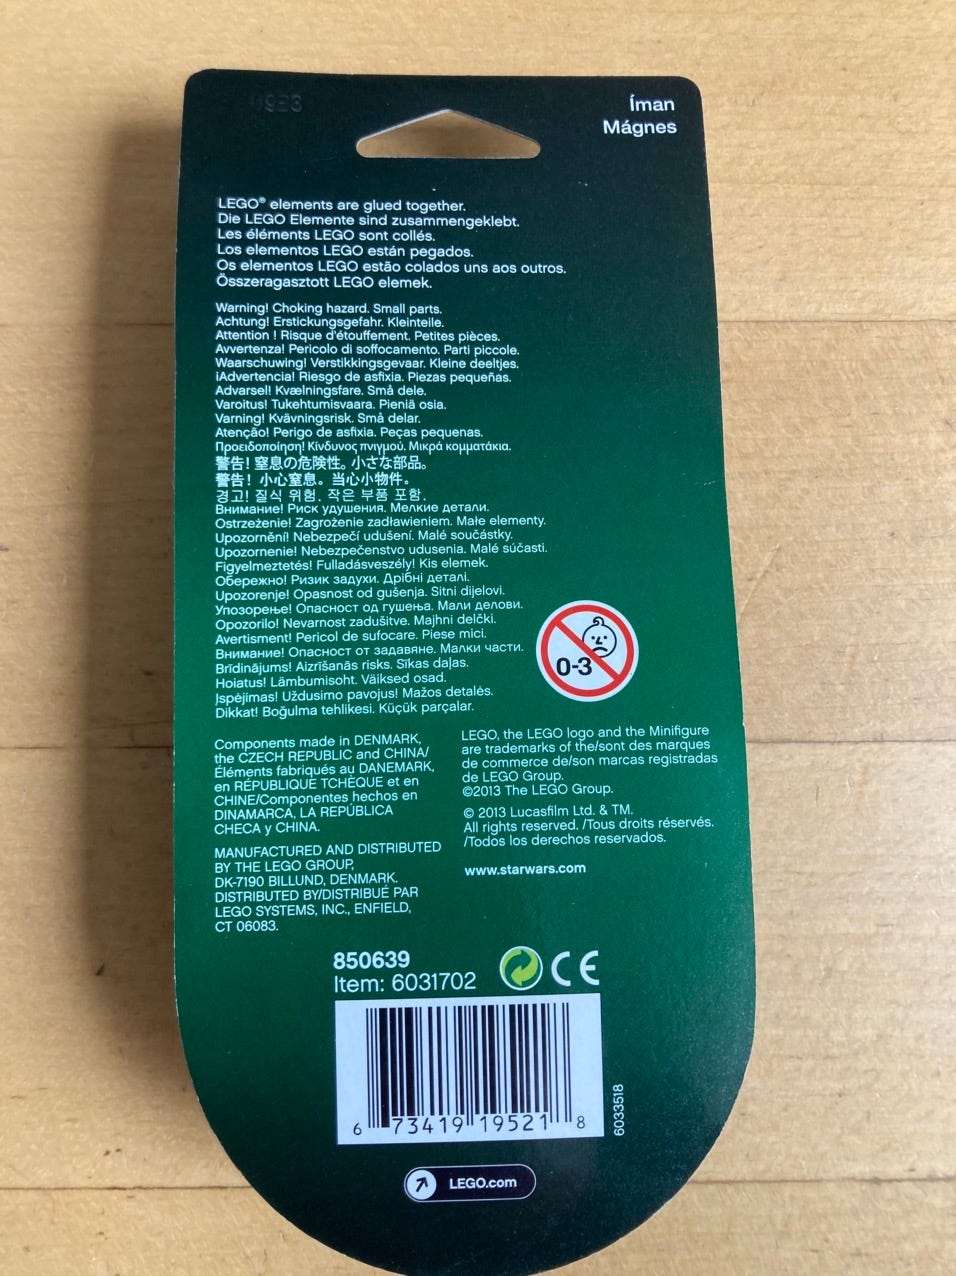 Íman
Mágnes
LEGO® elements are glued together.
Die LEGO Elemente sind zusammengeklebt.
Les éléments LEGO sont collés.
Los elementos LEGO están pegados.
Os elementos LEGO estão colados uns aos outros.
Összeragasztott LEGO elemek.
Warning! Choking hazard. Small parts.
Achtung! Erstickungsgefahr. Kleinteile.
Attention ! Risque d'étouffement. Petites pièces.
Avvertenza! Pericolo di soffocamento. Parti piccole.
Waarschuwing! Verstikkingsgevaar. Kleine deeltjes.
¡Advertencia! Riesgo de asfixia. Piezas pequeñas.
Advarsel! Kvælningsfare. Små dele.
Varoitus! Tukehtumisvaara. Pieniä osia.
Varning! Kvävningsrisk. Små delar.
Atenção! Perigo de asfixia. Peças pequenas.
Προειδοποίηση! Κίνδυνος πνιγμού. Μικρά κομματάκια.
警告! 窒息の危険性。小さな部品。
警告! 小心窒息。当心小物件。
경고! 질식 위험. 작은 부품 포함.
Внимание! Риск удушения. Мелкие детали.
Ostrzeżenie! Zagrożenie zadławieniem. Małe elementy.
Upozornění! Nebezpečí udušení. Malé součástky.
Upozornenie! Nebezpečenstvo udusenia. Malé súčasti.
Figyelmeztetés! Fulladásveszély! Kis elemek.
Обережно! Ризик задухи. Дрібні деталі.
Upozorenje! Opasnost od gušenja. Sitni dijelovi.
Упозорење! Опасност од гушења. Мали делови.
Opozorilo! Nevarnost zadušitve. Majhni delčki.
Avertisment! Pericol de sufocare. Piese mici.
Внимание! Опасност от задавяне. Малки части.
Brīdinājums! Aizrīšanās risks. Sīkas daļas.
Hoiatus! Lämbumisoht. Väiksed osad.
Įspėjimas! Uždusimo pavojus! Mažos detalės.
Dikkat! Boğulma tehlikesi. Küçük parçalar.
0-3
Components made in DENMARK,
the CZECH REPUBLIC and CHINA/
Éléments fabriqués au DANEMARK,
en RÉPUBLIQUE TCHÈQUE et en
CHINE/Componentes hechos en
DINAMARCA, LA REPÚBLICA
CHECA y CHINA.
MANUFACTURED AND DISTRIBUTED
BY THE LEGO GROUP,
DK-7190 BILLUND, DENMARK.
DISTRIBUTED BY/DISTRIBUÉ PAR
LEGO SYSTEMS, INC., ENFIELD,
CT 06083.
LEGO, the LEGO logo and the Minifigure
are trademarks of the/sont des marques
de commerce de/son marcas registradas
de LEGO Group.
©2013 The LEGO Group.
© 2013 Lucasfilm Ltd. & TM.
All rights reserved. /Tous droits réservés.
/Todos los derechos reservados.
www.starwars.com
850639
Item: 6031702
CE
6 73419 19521 8
6033518
LEGO.com